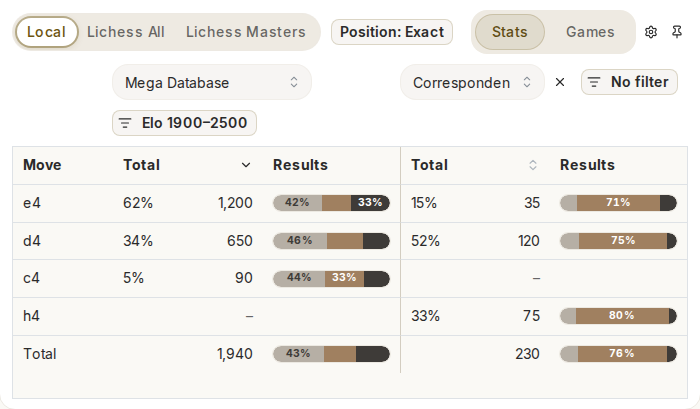 Local Lichess All Lichess Masters Position: Exact Stats Games
Mega Database Corresponden No filter
Elo 1900–2500
Move Total Results Total Results
e4 62% 1,200 42% 33% 15% 35 71%
d4 34% 650 46% 52% 120 75%
c4 5% 90 44% 33% –
h4 – 33% 75 80%
Total 1,940 43% 230 76%